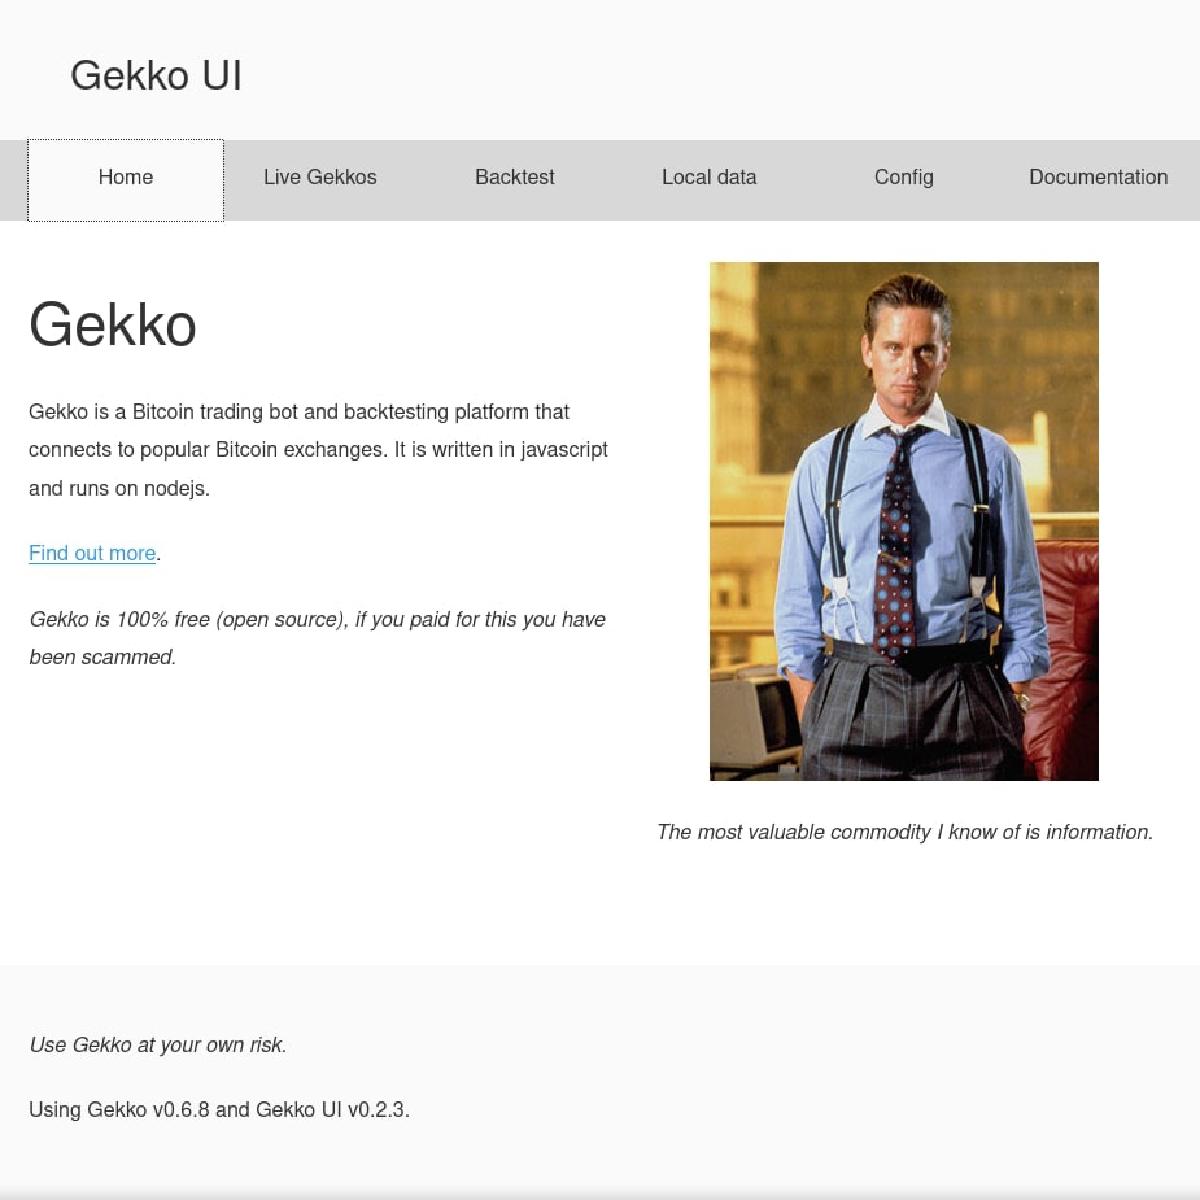 Gekko UI
Home
Live Gekkos
Backtest
Local data
Config
Documentation
Gekko
Gekko is a Bitcoin trading bot and backtesting platform that
connects to popular Bitcoin exchanges. It is written in javascript
and runs on nodejs.
Find out more.
Gekko is 100% free (open source), if you paid for this you have
been scammed.
The most valuable commodity I know of is information.
Use Gekko at your own risk.
Using Gekko v0.6.8 and Gekko UI v0.2.3.